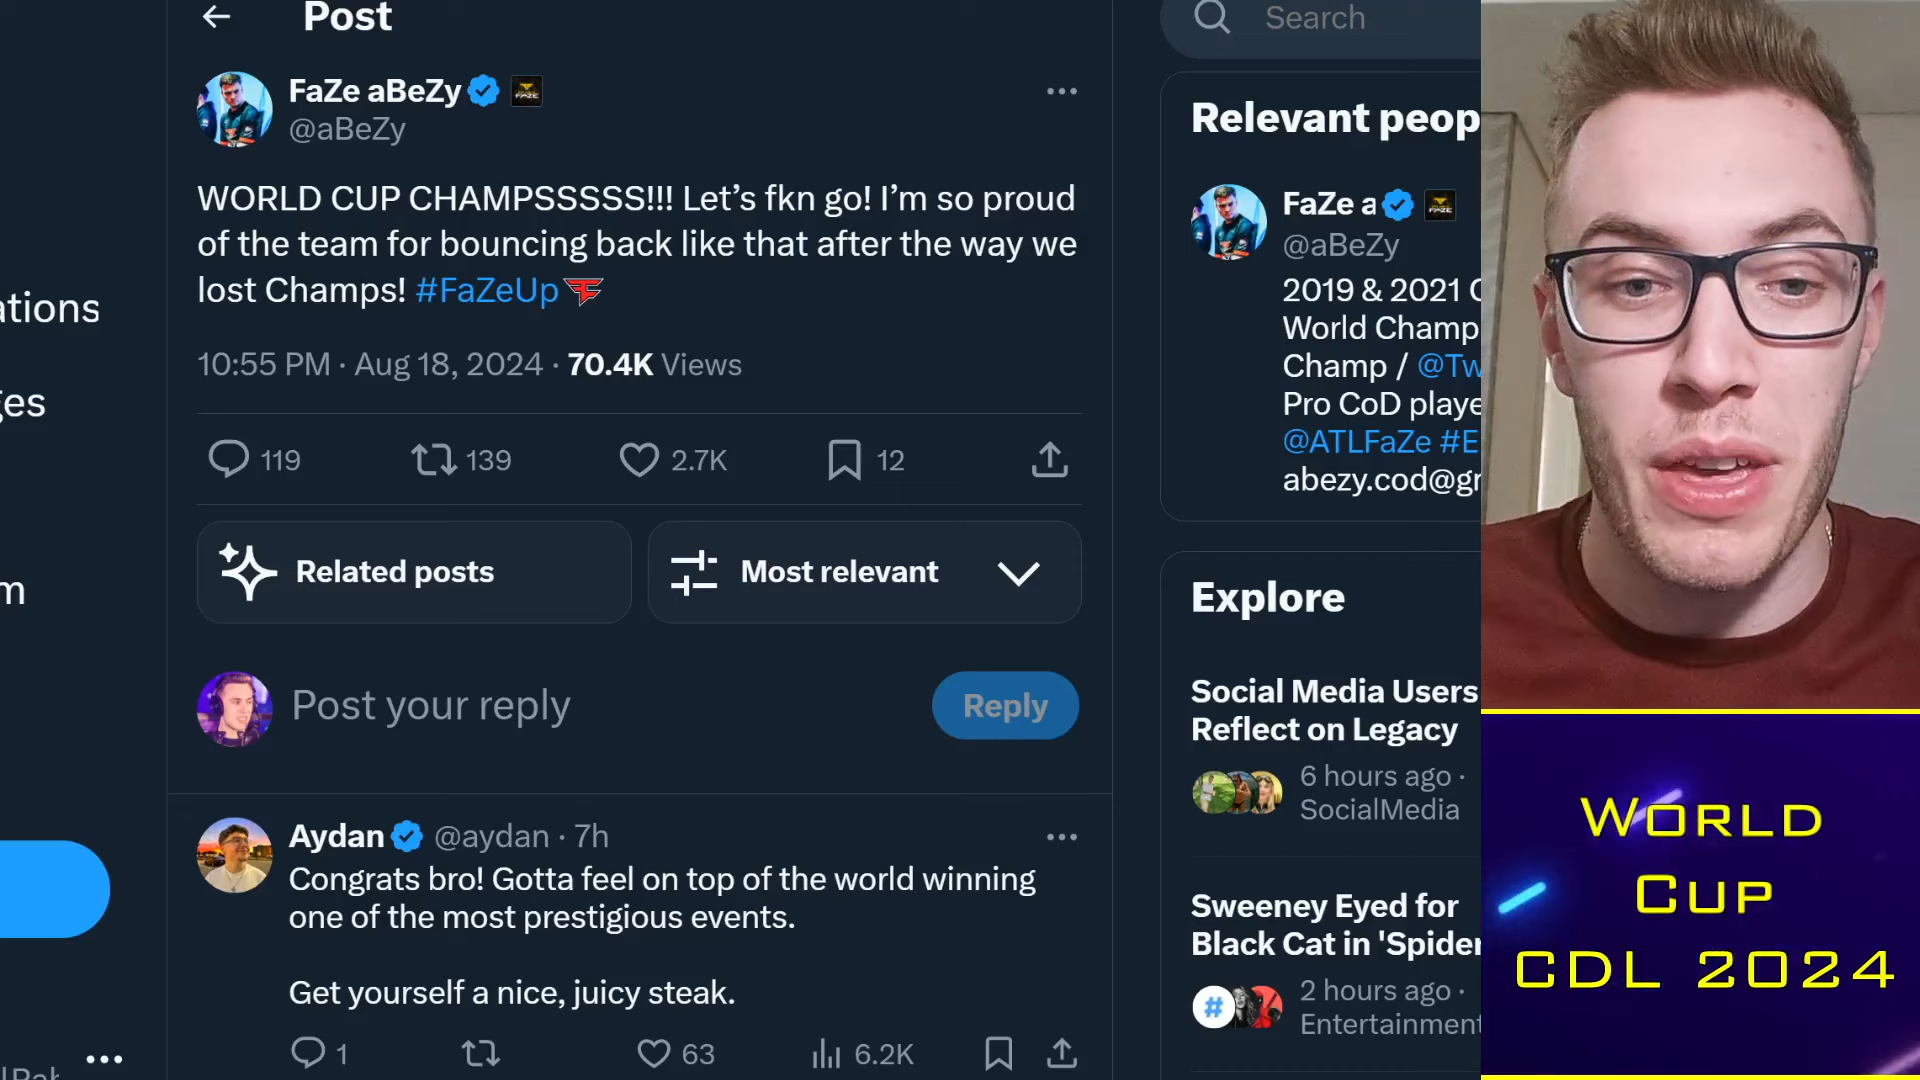 Post
FaZe aBeZy
@aBeZy
WORLD CUP CHAMPSSSSS!!! Let’s fkn go! I’m so proud
of the team for bouncing back like that after the way we
lost Champs! #FaZeUp
10:55 PM · Aug 18, 2024 · 70.4K Views
119 139 2.7K 12
Related posts
Most relevant
Post your reply
Reply
Aydan @aydan · 7h
Congrats bro! Gotta feel on top of the world winning
one of the most prestigious events.
Get yourself a nice, juicy steak.
1 63 6.2K
ations
ges
m
Search
Relevant peop
FaZe a
@aBeZy
2019 & 2021 C
World Champ
Champ / @Tw
Pro CoD playe
@ATLFaZe #E
abezy.cod@gr
Explore
Social Media Users
Reflect on Legacy
6 hours ago ·
SocialMedia
Sweeney Eyed for
Black Cat in 'Spider
2 hours ago ·
Entertainment
World
Cup
CDL 2024